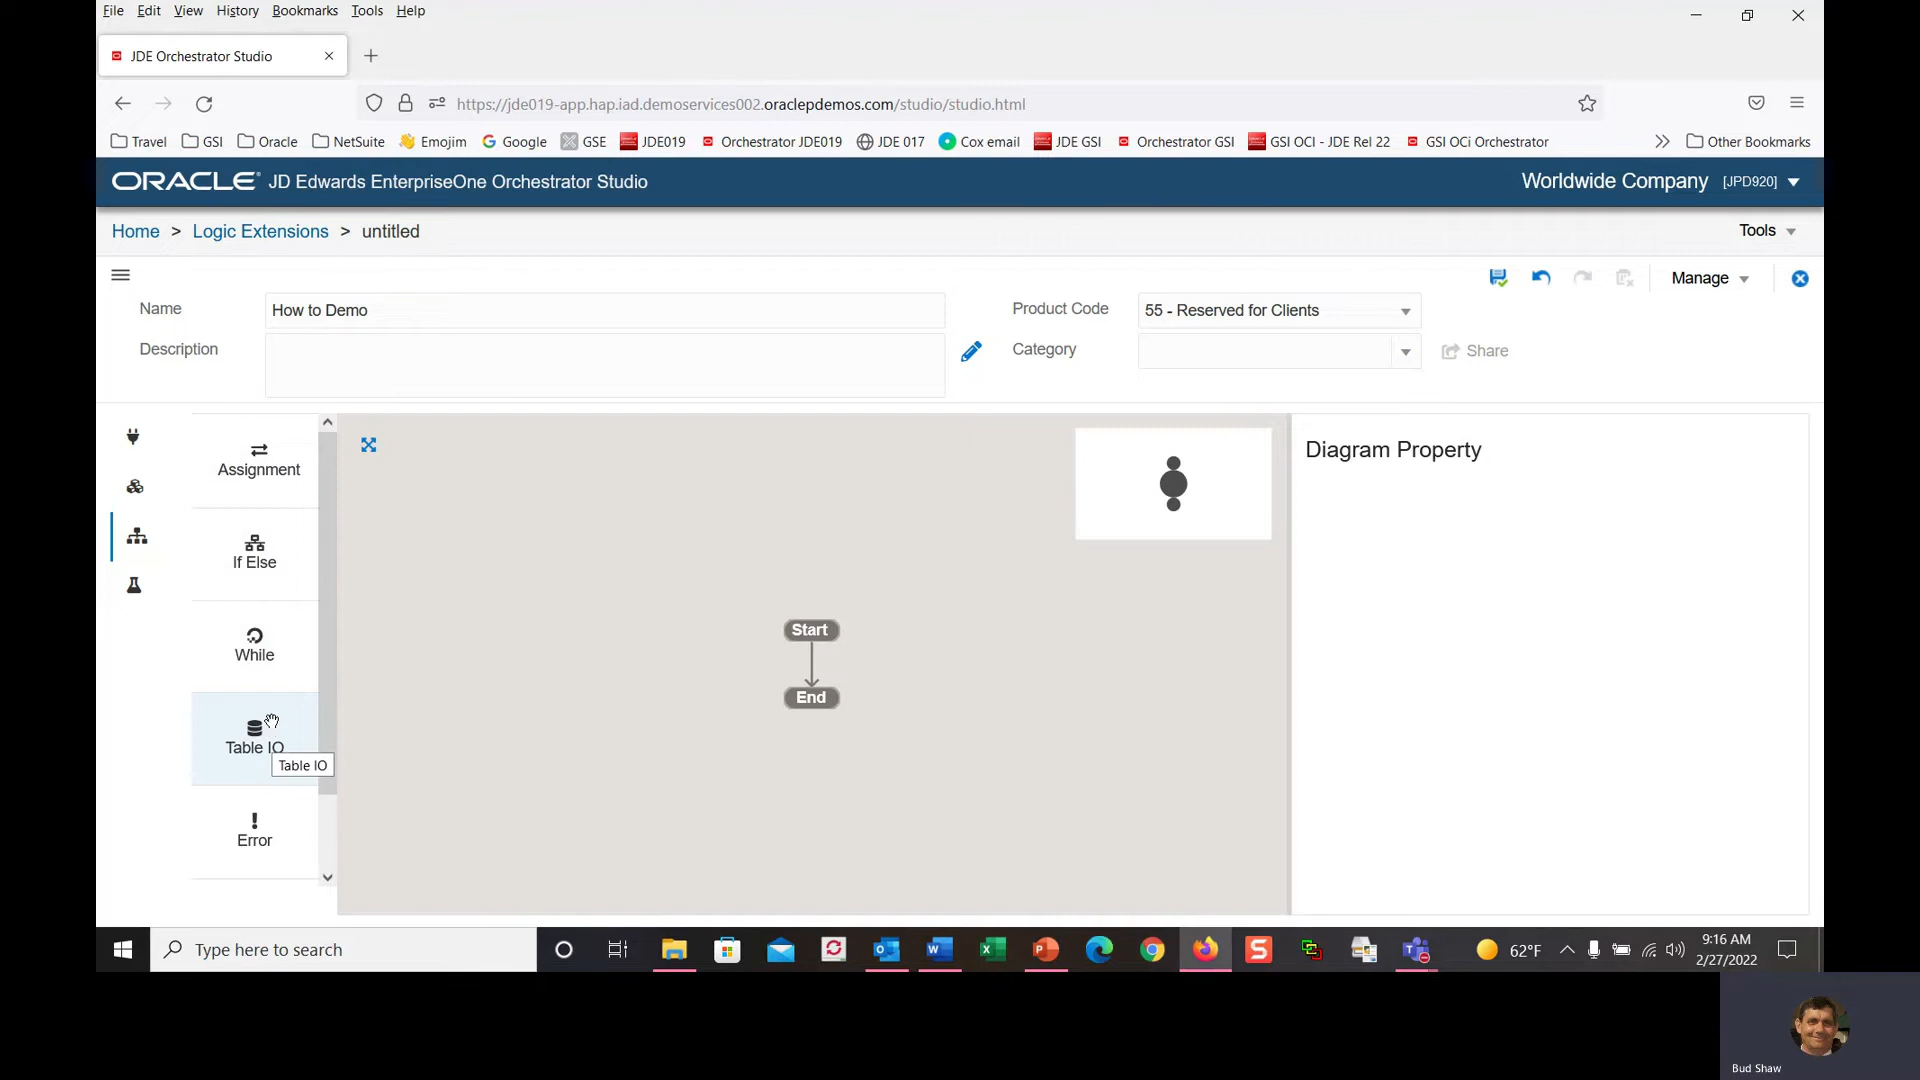 File Edit View History Bookmarks Tools Help
JDE Orchestrator Studio
https://jde019-app.hap.iad.demoservices002.oraclepdemos.com/studio/studio.html
Travel GSI Oracle NetSuite Emojim Google GSE JDE019 Orchestrator JDE019 JDE 017 Cox email JDE GSI Orchestrator GSI GSI OCI - JDE Rel 22 GSI OCi Orchestrator Other Bookmarks
ORACLE JD Edwards EnterpriseOne Orchestrator Studio Worldwide Company [JPD920]
Home > Logic Extensions > untitled Tools
Manage
Name How to Demo Product Code 55 - Reserved for Clients
Description Category Share
Assignment
If Else
While
Table IO
Table IO
Error
Start
End
Diagram Property
Type here to search
62°F
9:16 AM
2/27/2022
Bud Shaw